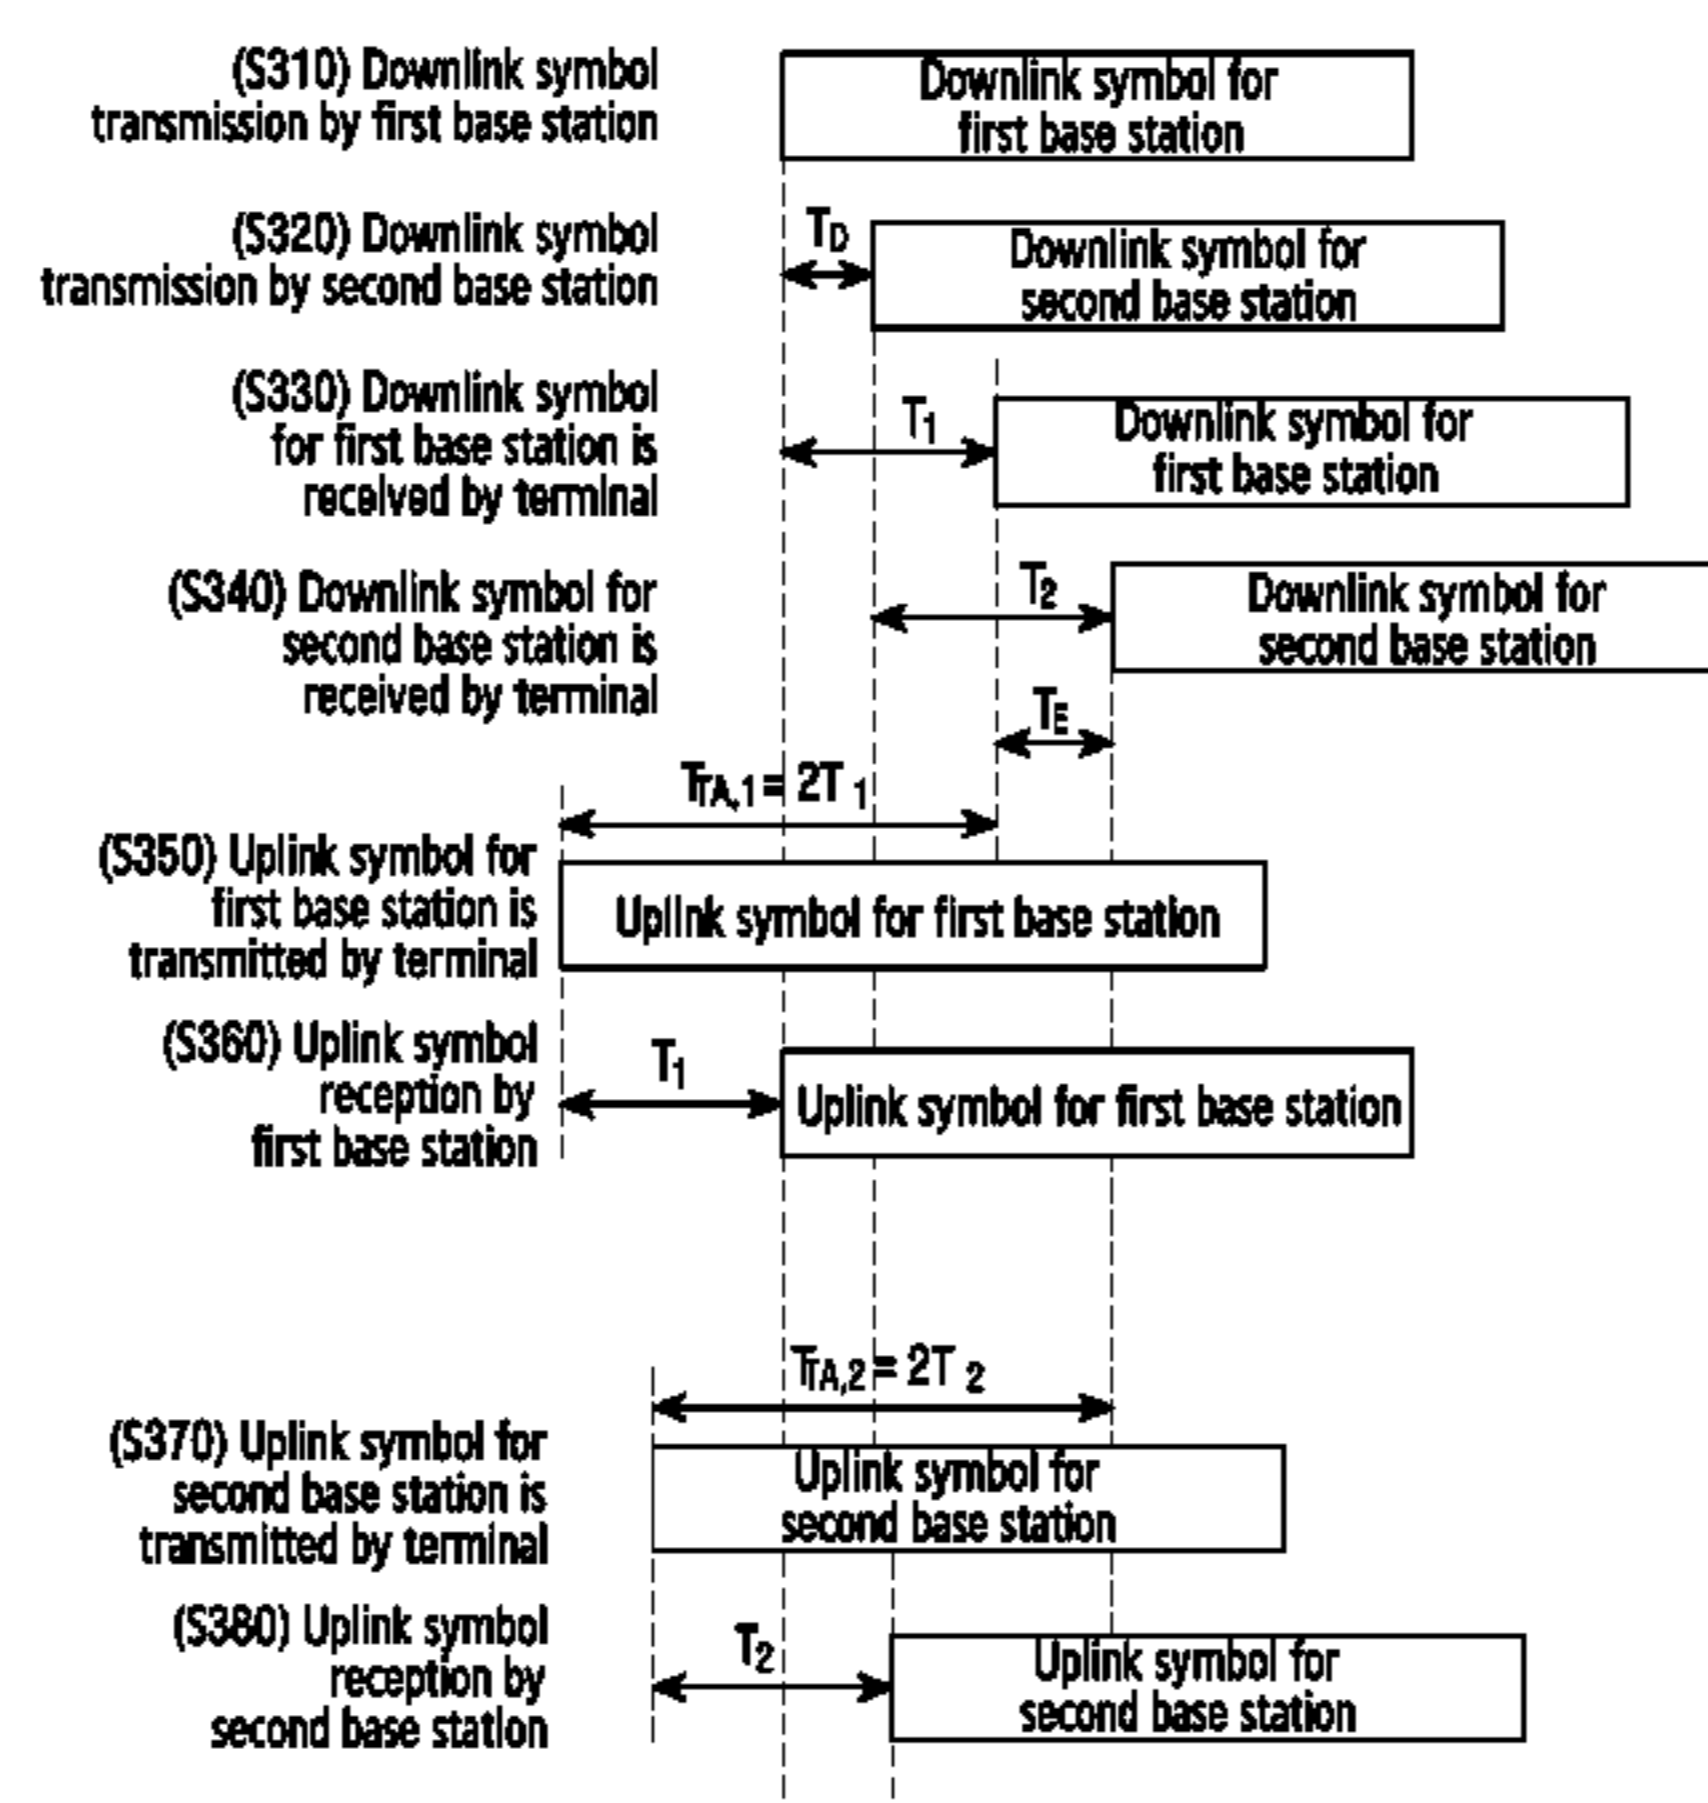 (S310) Downlink symbol
transmission by first base station
Downlink symbol for
first base station
(S320) Downlink symbol
transmission by second base station
TD
Downlink symbol for
second base station
(S330) Downlink symbol
for first base station is
received by terminal
T1
Downlink symbol for
first base station
(S340) Downlink symbol for
second base station is
received by terminal
T2
Downlink symbol for
second base station
TE
TTA,1 = 2T1
(S350) Uplink symbol for
first base station is
transmitted by terminal
Uplink symbol for first base station
(S360) Uplink symbol
reception by
first base station
T1
Uplink symbol for first base station
TTA,2 = 2T2
(S370) Uplink symbol for
second base station is
transmitted by terminal
Uplink symbol for
second base station
(S380) Uplink symbol
reception by
second base station
T2
Uplink symbol for
second base station